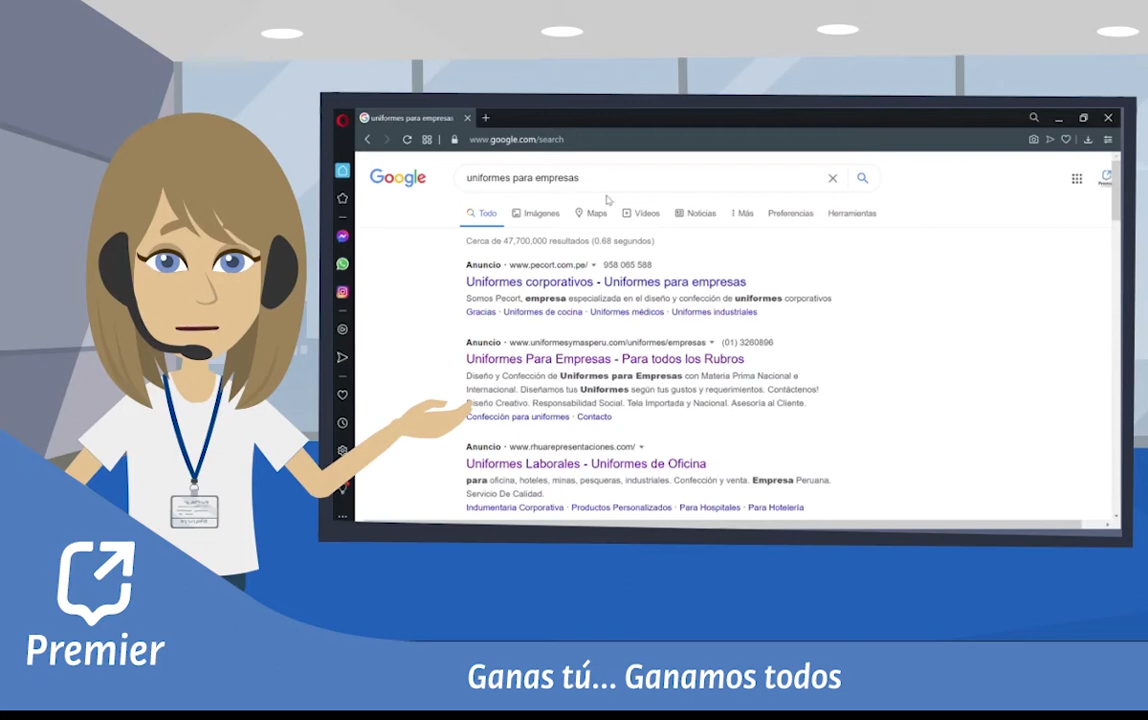 uniformes para empresas
www.google.com/search
Google
uniformes para empresas
Todo Imágenes Maps Vídeos Noticias Más Preferencias Herramientas
Cerca de 47,700,000 resultados (0.68 segundos)
Anuncio · www.pecort.com.pe/ 958 065 588
Uniformes corporativos - Uniformes para empresas
Somos Pecort, empresa especializada en el diseño y confección de uniformes corporativos
Gracias · Uniformes de cocina · Uniformes médicos · Uniformes industriales
Anuncio · www.uniformesymasperu.com/uniformes/empresas (01) 3260896
Uniformes Para Empresas - Para todos los Rubros
Diseño y Confección de Uniformes para Empresas con Materia Prima Nacional e
Internacional. Diseñamos tus Uniformes según tus gustos y requerimientos. Contáctenos!
Diseño Creativo. Responsabilidad Social. Tela Importada y Nacional. Asesoría al Cliente.
Confección para uniformes · Contacto
Anuncio · www.rhuarepresentaciones.com/
Uniformes Laborales - Uniformes de Oficina
para oficina, hoteles, minas, pesqueras, industriales. Confección y venta. Empresa Peruana.
Servicio De Calidad.
Indumentaria Corporativa · Productos Personalizados · Para Hospitales · Para Hotelería
Premier
Ganas tú... Ganamos todos